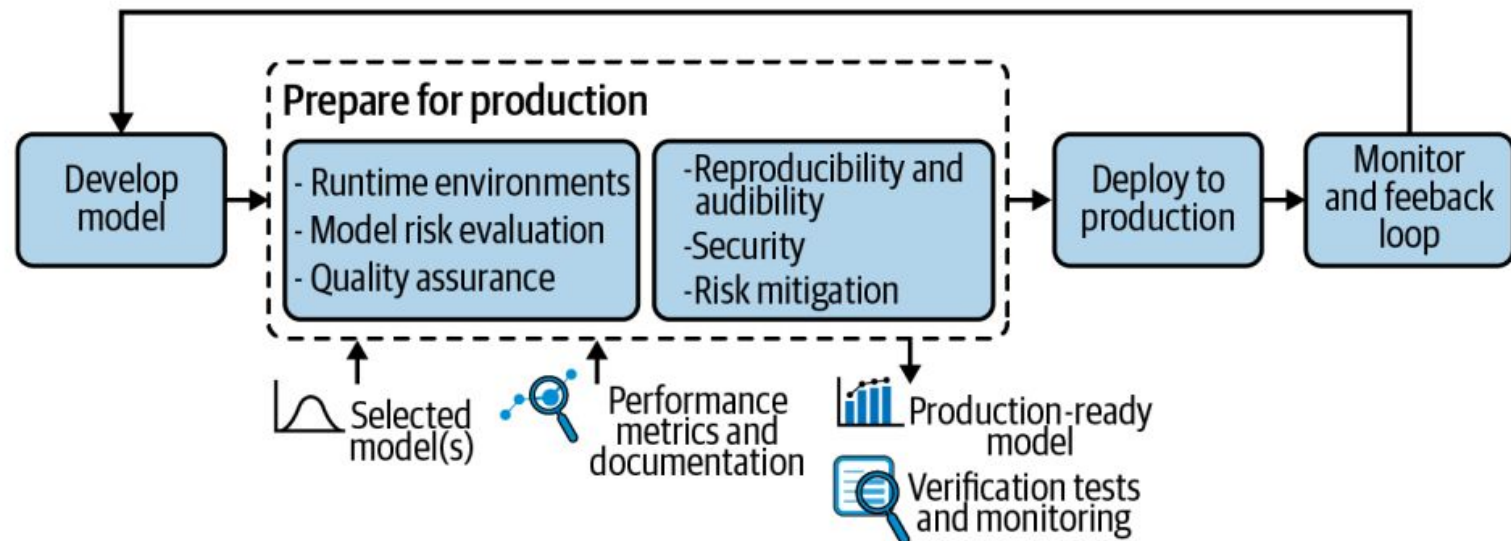 Prepare for production
Develop
model
- Runtime environments
- Model risk evaluation
- Quality assurance
-Reproducibility and
audibility
-Security
-Risk mitigation
Deploy to
production
Monitor
and feeback
loop
Selected
model(s)
Performance
metrics and
documentation
Production-ready
model
Verification tests
and monitoring